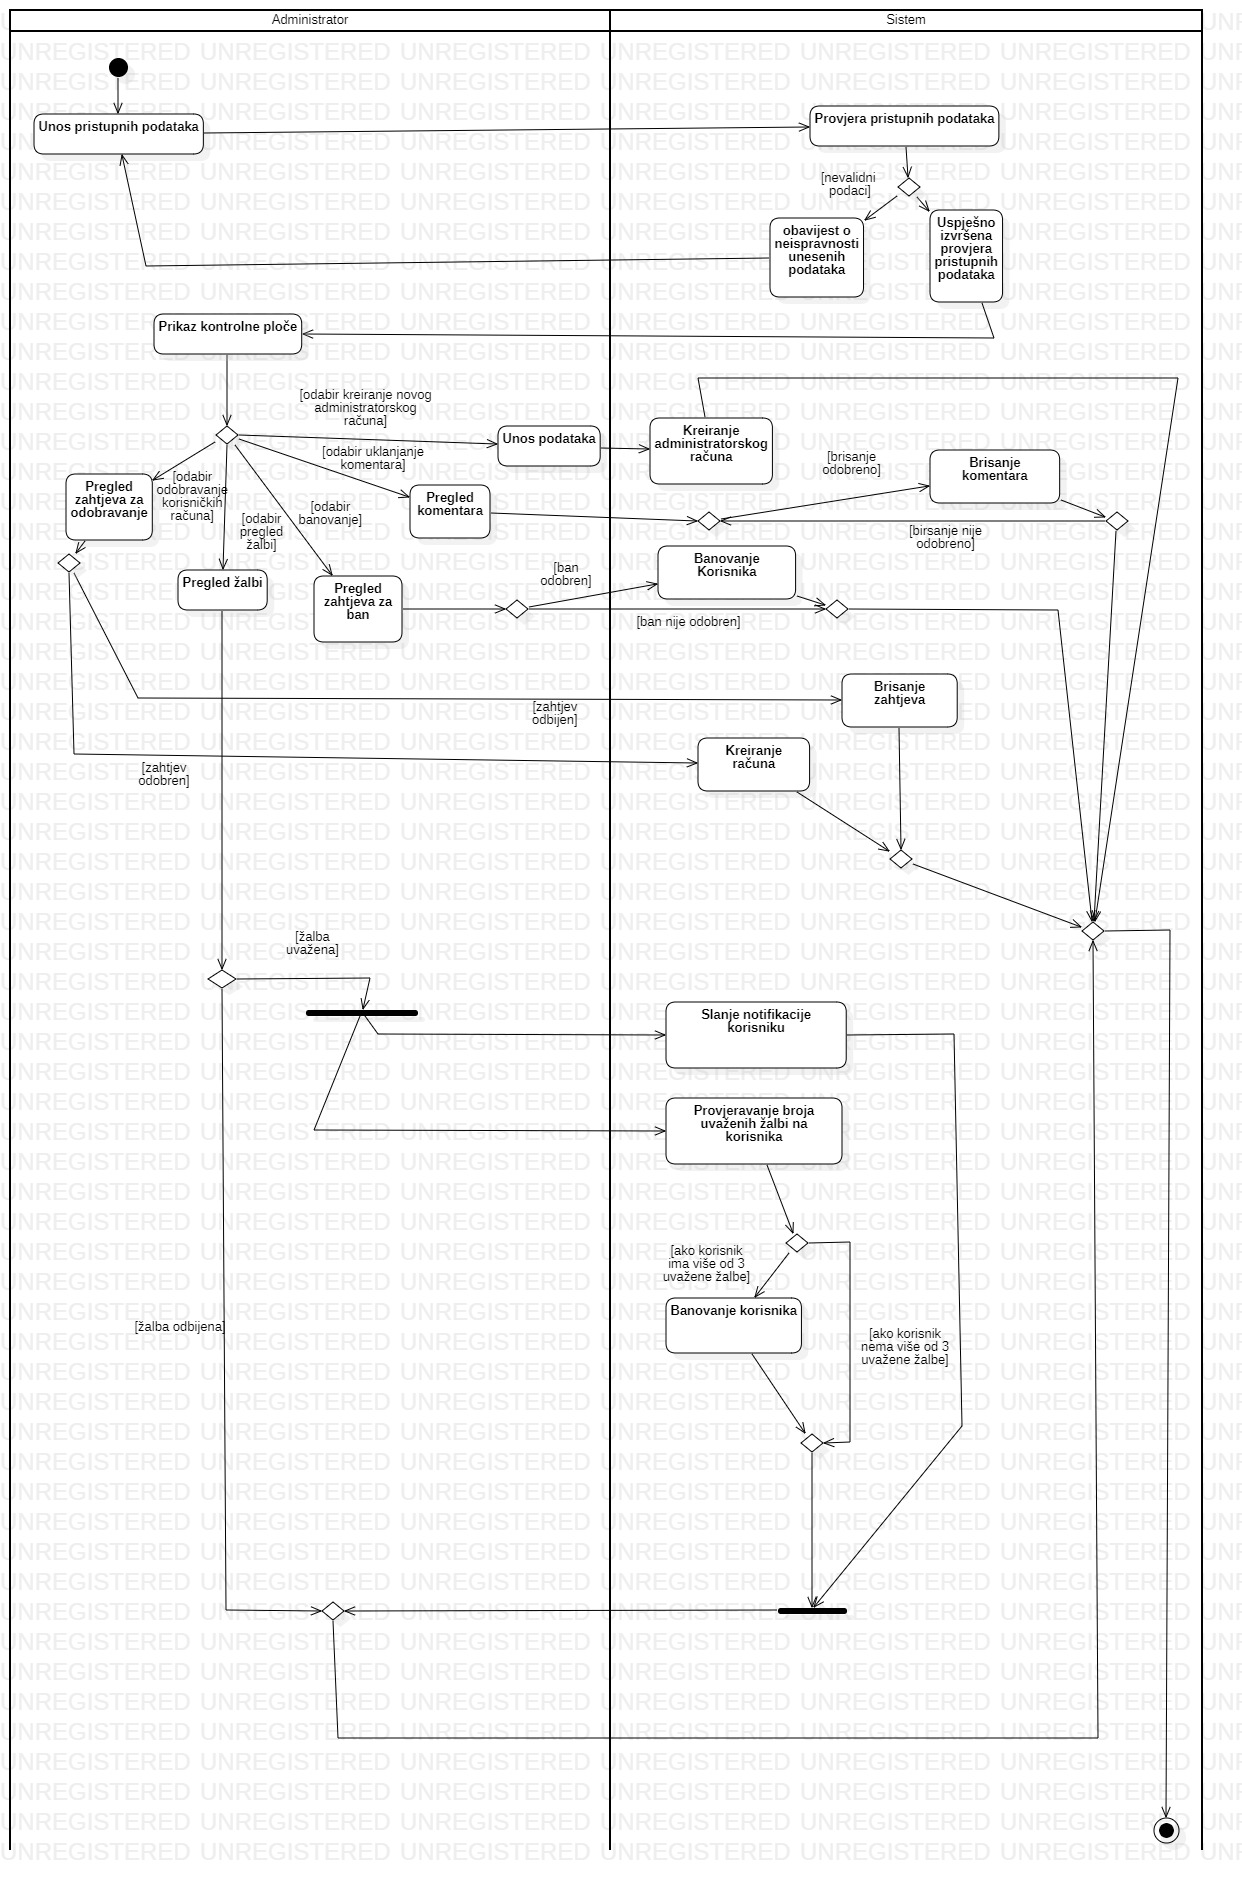 Administrator
Sistem
Unos pristupnih podataka
Provjera pristupnih podataka
[nevalidni
podaci]
obavijest o
neispravnosti
unesenih
podataka
Uspješno
izvršena
provjera
pristupnih
podataka
Prikaz kontrolne ploče
[odabir kreiranje novog
administratorskog
računa]
Unos podataka
Kreiranje
administratorskog
računa
[odabir uklanjanje
komentara]
[brisanje
odobreno]
Brisanje
komentara
Pregled
zahtjeva za
odobravanje
[odabir
odobravanje
korisničkih
računa]
[odabir
pregled
žalbi]
[odabir
banovanje]
Pregled
komentara
[birsanje nije
odobreno]
Pregled žalbi
Pregled
zahtjeva za
ban
[ban
odobren]
Banovanje
Korisnika
[ban nije odobren]
Brisanje
zahtjeva
[zahtjev
odbijen]
Kreiranje
računa
[zahtjev
odobren]
[žalba
uvažena]
Slanje notifikacije
korisniku
Provjeravanje broja
uvaženih žalbi na
korisnika
[ako korisnik
ima više od 3
uvažene žalbe]
Banovanje korisnika
[žalba odbijena]
[ako korisnik
nema više od 3
uvažene žalbe]
UNREGISTERED